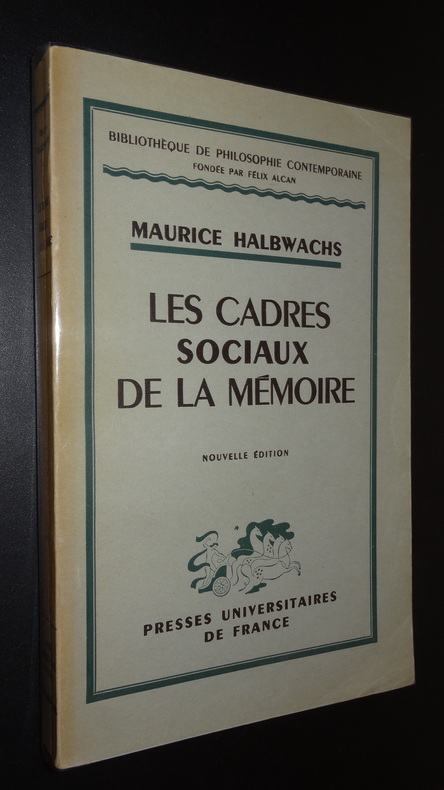 BIBLIOTHÈQUE DE PHILOSOPHIE CONTEMPORAINE
FONDÉE PAR FÉLIX ALCAN
MAURICE HALBWACHS
LES CADRES
SOCIAUX
DE LA MÉMOIRE
NOUVELLE ÉDITION
PRESSES UNIVERSITAIRES
DE FRANCE